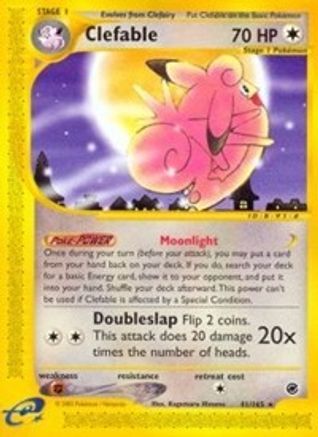 STAGE 1
Evolves from Clefairy
Put Clefable on the Basic Pokémon
Clefable
70 HP
Stage 1 Pokémon
Poké-POWER
Moonlight
Once during your turn (before your attack), you may put a card
from your hand back on your deck. If you do, search your deck
for a basic Energy card, show it to your opponent, and put it
into your hand. Shuffle your deck afterward. This power can't
be used if Clefable is affected by a Special Condition.
Doubleslap Flip 2 coins.
This attack does 20 damage
times the number of heads.
20x
weakness
resistance
retreat cost
©2002 Pokémon / Nintendo
Illus. Kagemaru Himeno
41/165 ★
e